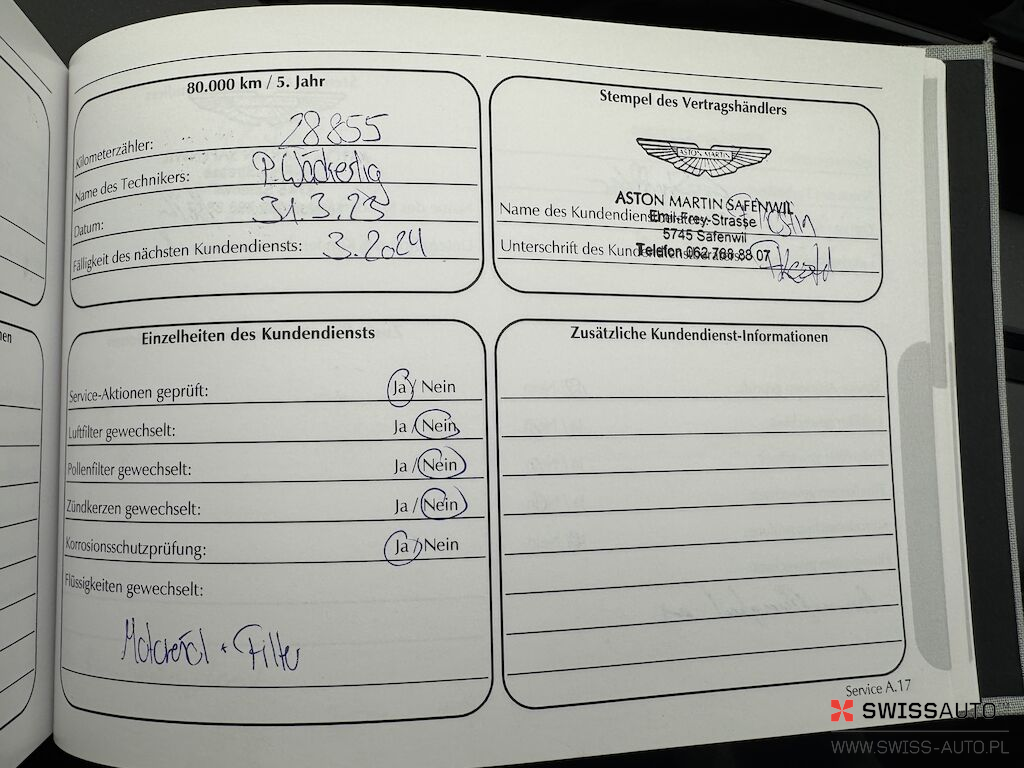 80.000 km / 5. Jahr
Kilometerzähler: 28855
Name des Technikers: P. Wäckerlig
Datum: 31.3.23
Fälligkeit des nächsten Kundendiensts: 3.2024
Stempel des Vertragshändlers
ASTON MARTIN
ASTON MARTIN SAFENWIL
Name des Kundendienstberaters:
Emil-Frey-Strasse
5745 Safenwil
Unterschrift des Kundendienstberaters:
Telefon 062 788 88 07
Einzelheiten des Kundendiensts
Service-Aktionen geprüft: Ja / Nein
Luftfilter gewechselt: Ja / Nein
Pollenfilter gewechselt: Ja / Nein
Zündkerzen gewechselt: Ja / Nein
Korrosionsschutzprüfung: Ja / Nein
Flüssigkeiten gewechselt:
Motorenöl + Filter
Zusätzliche Kundendienst-Informationen
Service A.17
SWISSAUTO
WWW.SWISS-AUTO.PL